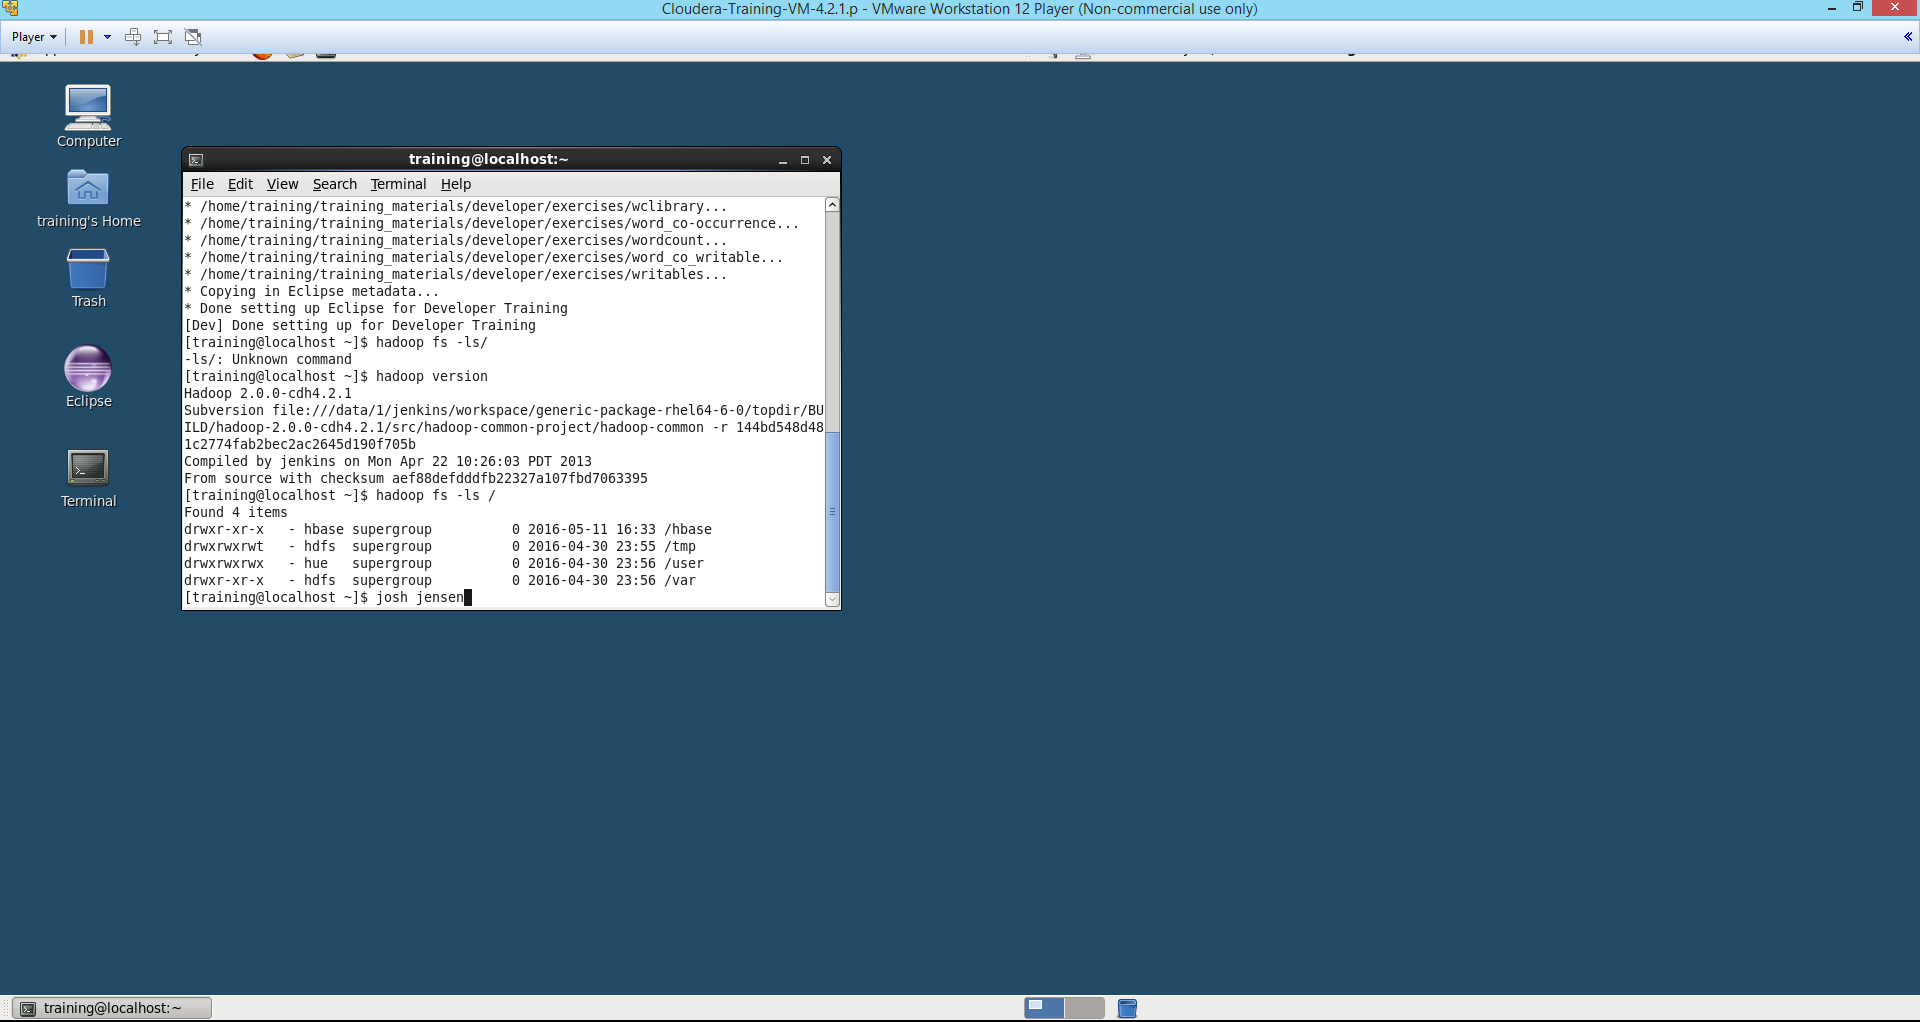 Cloudera-Training-VM-4.2.1.p - VMware Workstation 12 Player (Non-commercial use only)
Player
Computer
training's Home
Trash
Eclipse
Terminal
training@localhost:~
File Edit View Search Terminal Help
* /home/training/training_materials/developer/exercises/wclibrary...
* /home/training/training_materials/developer/exercises/word_co-occurrence...
* /home/training/training_materials/developer/exercises/wordcount...
* /home/training/training_materials/developer/exercises/word_co_writable...
* /home/training/training_materials/developer/exercises/writables...
* Copying in Eclipse metadata...
* Done setting up Eclipse for Developer Training
[Dev] Done setting up for Developer Training
[training@localhost ~]$ hadoop fs -ls/
-ls/: Unknown command
[training@localhost ~]$ hadoop version
Hadoop 2.0.0-cdh4.2.1
Subversion file:///data/1/jenkins/workspace/generic-package-rhel64-6-0/topdir/BU
ILD/hadoop-2.0.0-cdh4.2.1/src/hadoop-common-project/hadoop-common -r 144bd548d48
1c2774fab2bec2ac2645d190f705b
Compiled by jenkins on Mon Apr 22 10:26:03 PDT 2013
From source with checksum aef88defdddfb22327a107fbd7063395
[training@localhost ~]$ hadoop fs -ls /
Found 4 items
drwxr-xr-x   - hbase supergroup          0 2016-05-11 16:33 /hbase
drwxrwxrwt   - hdfs  supergroup          0 2016-04-30 23:55 /tmp
drwxrwxrwx   - hue   supergroup          0 2016-04-30 23:56 /user
drwxr-xr-x   - hdfs  supergroup          0 2016-04-30 23:56 /var
[training@localhost ~]$ josh jensen
training@localhost:~